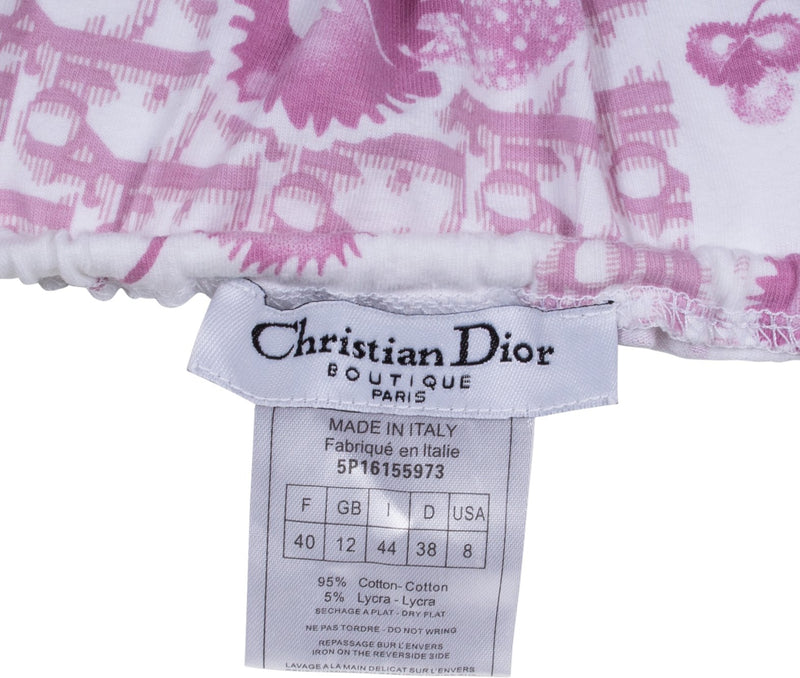 Christian Dior
BOUTIQUE
PARIS
MADE IN ITALY
Fabriqué en Italie
5P16155973
F GB I D USA
40 12 44 38 8
95% Cotton-Cotton
5% Lycra-Lycra
SECHAGE A PLAT-DRY FLAT
NE PAS TORDRE-DO NOT WRING
REPASSAGE BUR L'ENVERS
IRON ON THE REVERSIDE SIDE
LAVAGE A LA MAIN DELICAT SUR L'ENVERS